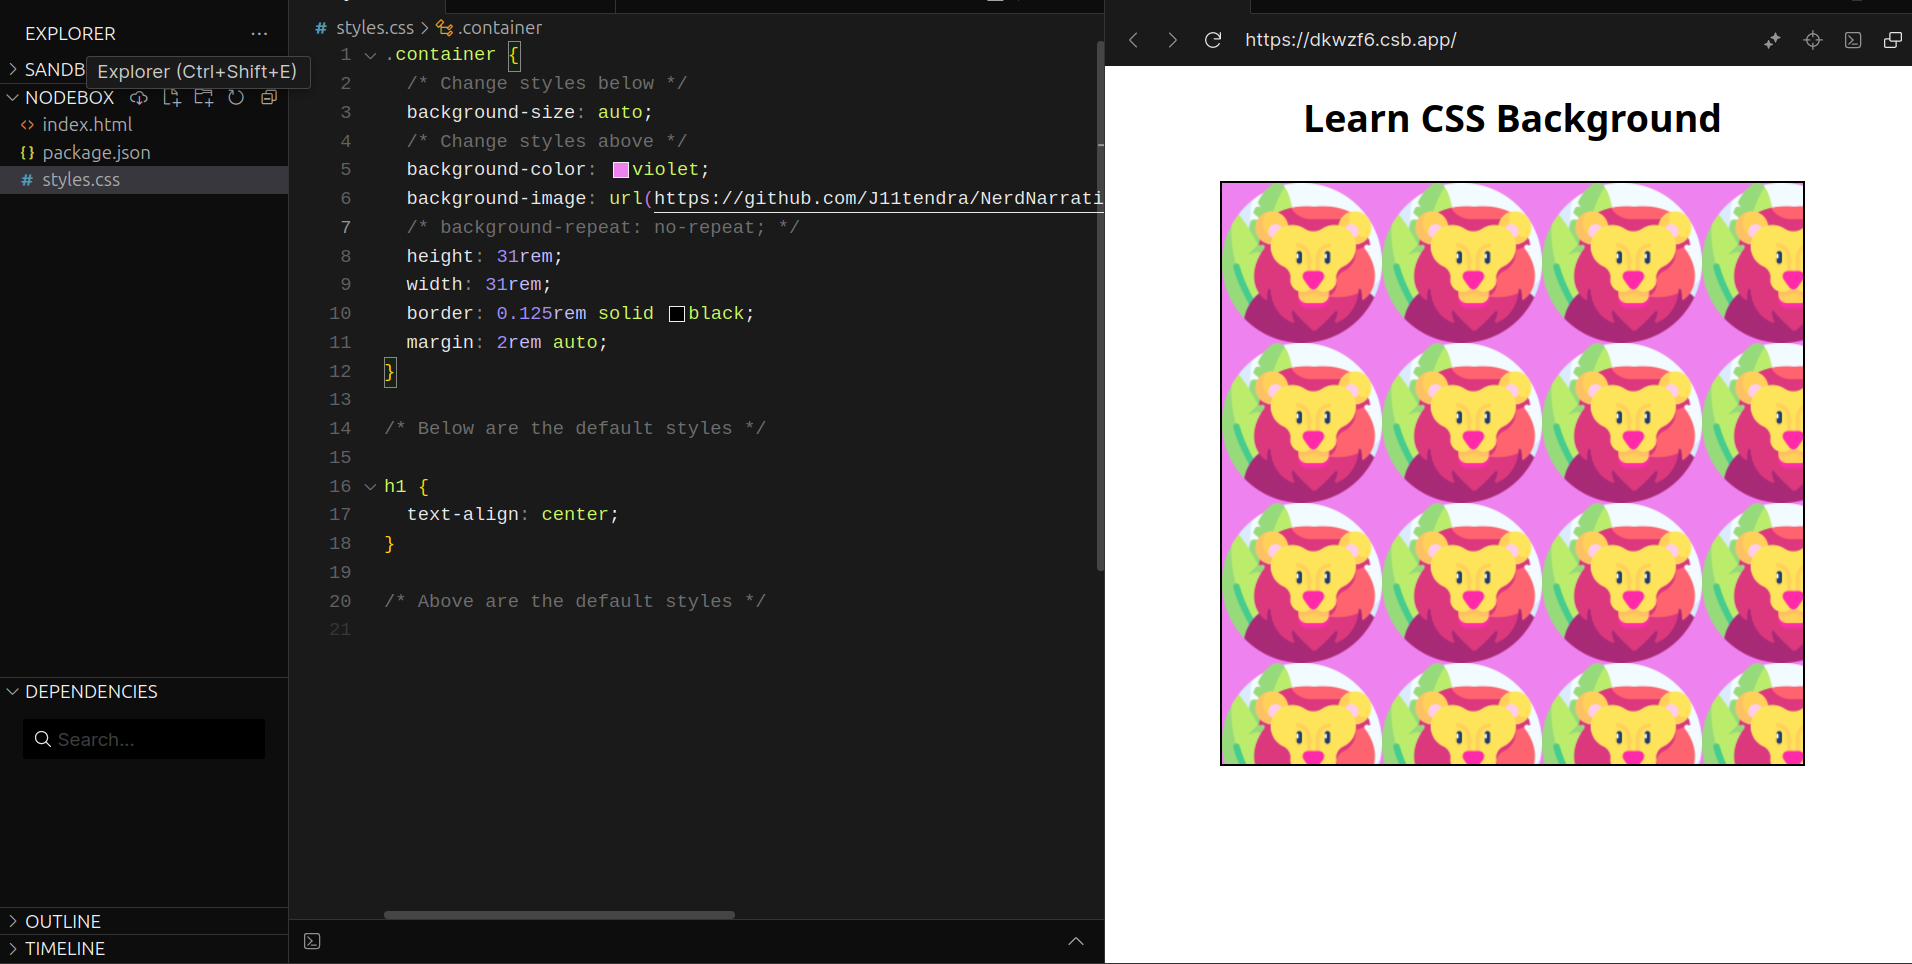 EXPLORER
SANDB
Explorer (Ctrl+Shift+E)
NODEBOX
index.html
package.json
styles.css
DEPENDENCIES
Search...
OUTLINE
TIMELINE
# styles.css > .container
1 .container {
2 /* Change styles below */
3 background-size: auto;
4 /* Change styles above */
5 background-color: violet;
6 background-image: url(https://github.com/J11tendra/NerdNarrati
7 /* background-repeat: no-repeat; */
8 height: 31rem;
9 width: 31rem;
10 border: 0.125rem solid black;
11 margin: 2rem auto;
12 }
13
14 /* Below are the default styles */
15
16 h1 {
17 text-align: center;
18 }
19
20 /* Above are the default styles */
21
https://dkwzf6.csb.app/
Learn CSS Background